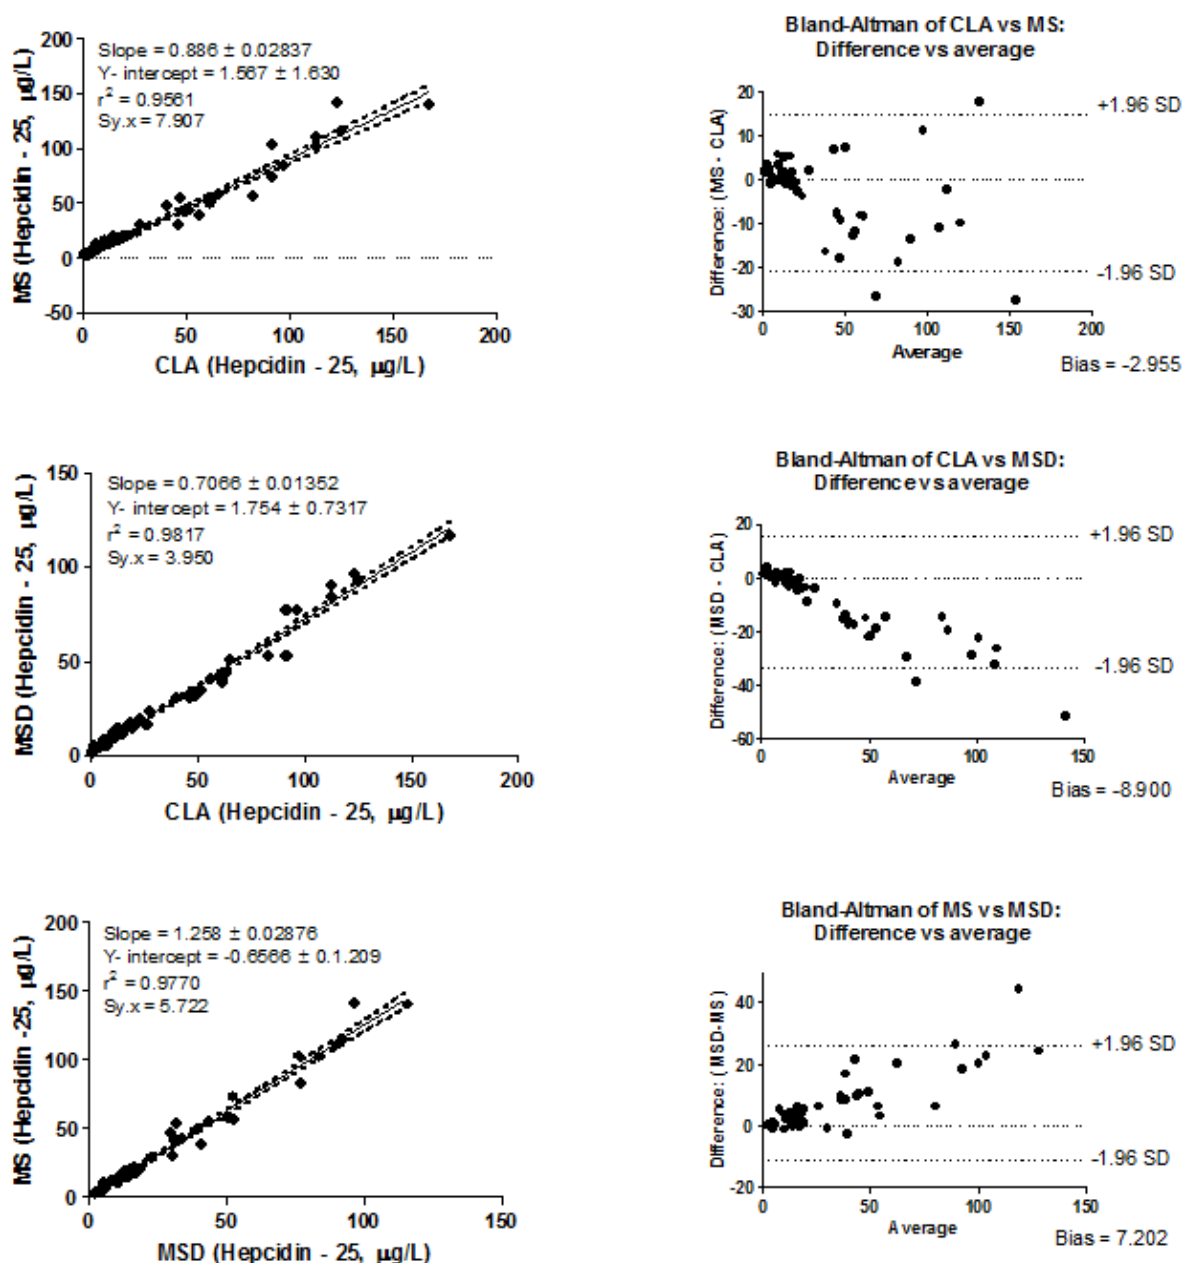 Slope = 0.886 ± 0.02837
Y- intercept = 1.567 ± 1.630
r² = 0.9561
Sy.x = 7.907
MS (Hepcidin - 25, µg/L)
200
150
100
50
0
-50
0 50 100 150 200
CLA (Hepcidin - 25, µg/L)
Bland-Altman of CLA vs MS:
Difference vs average
Difference: (MS - CLA)
20
10
0
-10
-20
-30
+1.96 SD
-1.96 SD
0 50 100 150 200
Average
Bias = -2.955
Slope = 0.7066 ± 0.01352
Y- intercept = 1.754 ± 0.7317
r² = 0.9817
Sy.x = 3.950
MSD (Hepcidin - 25, µg/L)
150
100
50
0
0 50 100 150 200
CLA (Hepcidin - 25, µg/L)
Bland-Altman of CLA vs MSD:
Difference vs average
Difference: (MSD - CLA)
20
0
-20
-40
-60
+1.96 SD
-1.96 SD
0 50 100 150
Average
Bias = -8.900
Slope = 1.258 ± 0.02876
Y- intercept = -0.6566 ± 0.1.209
r² = 0.9770
Sy.x = 5.722
MS (Hepcidin -25, µg/L)
200
150
100
50
0
0 50 100 150
MSD (Hepcidin - 25, µg/L)
Bland-Altman of MS vs MSD:
Difference vs average
Difference: ( MSD-MS )
40
20
0
-20
+1.96 SD
-1.96 SD
0 50 100 150
Average
Bias = 7.202